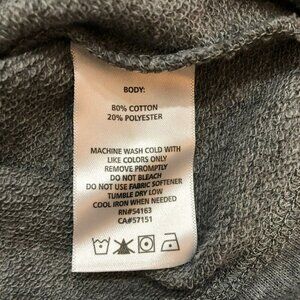 BODY:
80% COTTON
20% POLYESTER
MACHINE WASH COLD WITH
LIKE COLORS ONLY
REMOVE PROMPTLY
DO NOT BLEACH
DO NOT USE FABRIC SOFTENER
TUMBLE DRY LOW
COOL IRON WHEN NEEDED
RN#54163
CA#57151